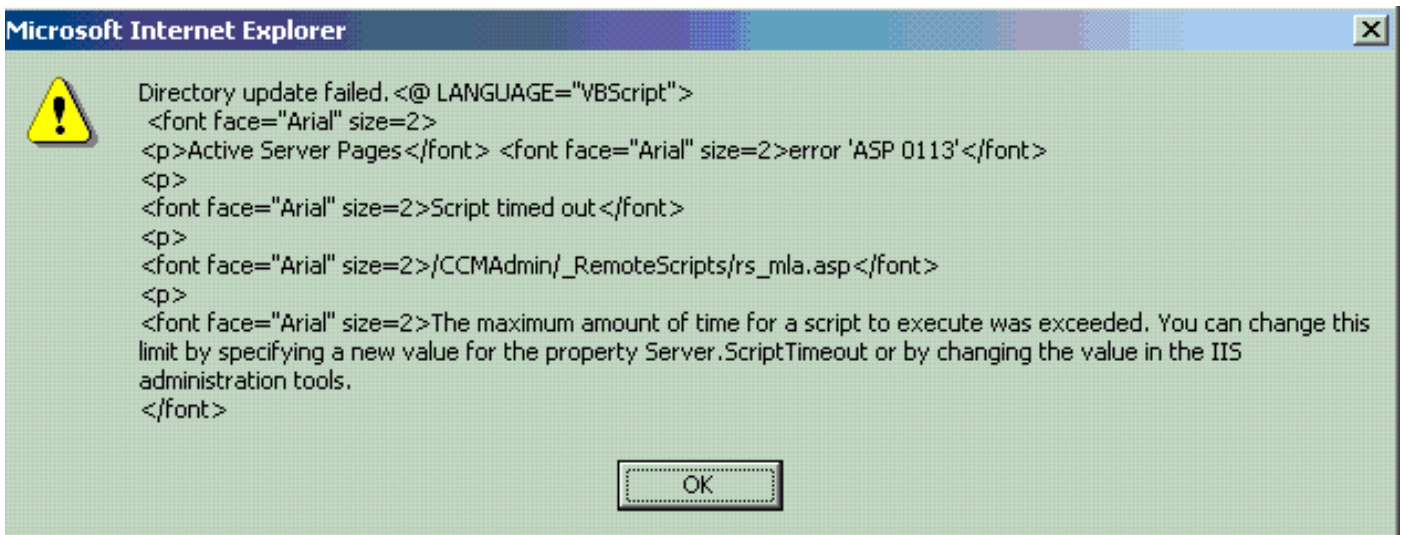 Microsoft Internet Explorer
Directory update failed.<@ LANGUAGE="VBScript">
<font face="Arial" size=2>
<p>Active Server Pages</font> <font face="Arial" size=2>error 'ASP 0113'</font>
<p>
<font face="Arial" size=2>Script timed out</font>
<p>
<font face="Arial" size=2>/CCMAdmin/_RemoteScripts/rs_mla.asp</font>
<p>
<font face="Arial" size=2>The maximum amount of time for a script to execute was exceeded. You can change this
limit by specifying a new value for the property Server.ScriptTimeout or by changing the value in the IIS
administration tools.
</font>
OK